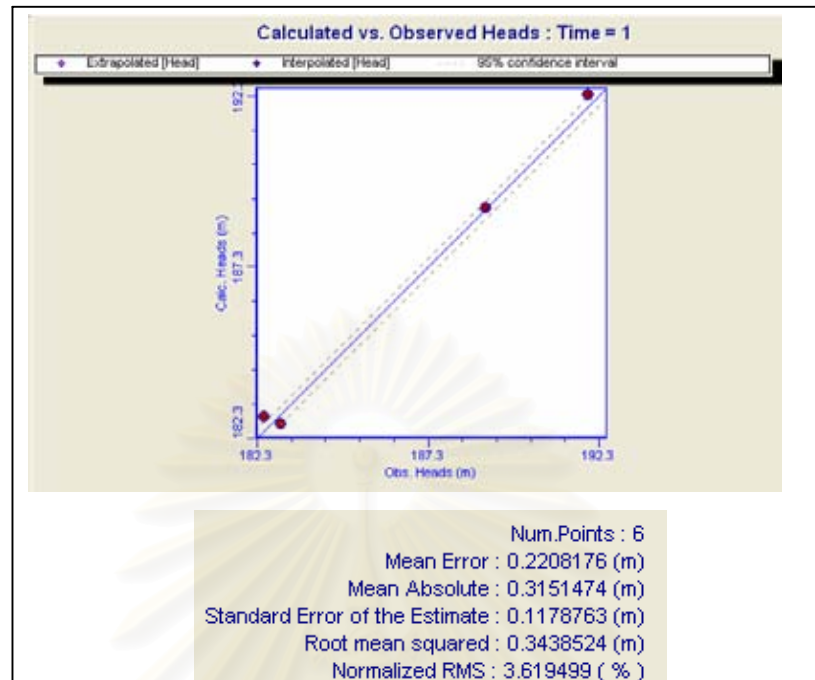 Calculated vs. Observed Heads : Time = 1
Extrapolated [Head] Interpolated [Head] 95% confidence interval
192.3
187.3
182.3
Calc. Heads (m)
182.3 187.3 192.3
Obs. Heads (m)
Num.Points : 6
Mean Error : 0.2208176 (m)
Mean Absolute : 0.3151474 (m)
Standard Error of the Estimate : 0.1178763 (m)
Root mean squared : 0.3438524 (m)
Normalized RMS : 3.619499 ( % )